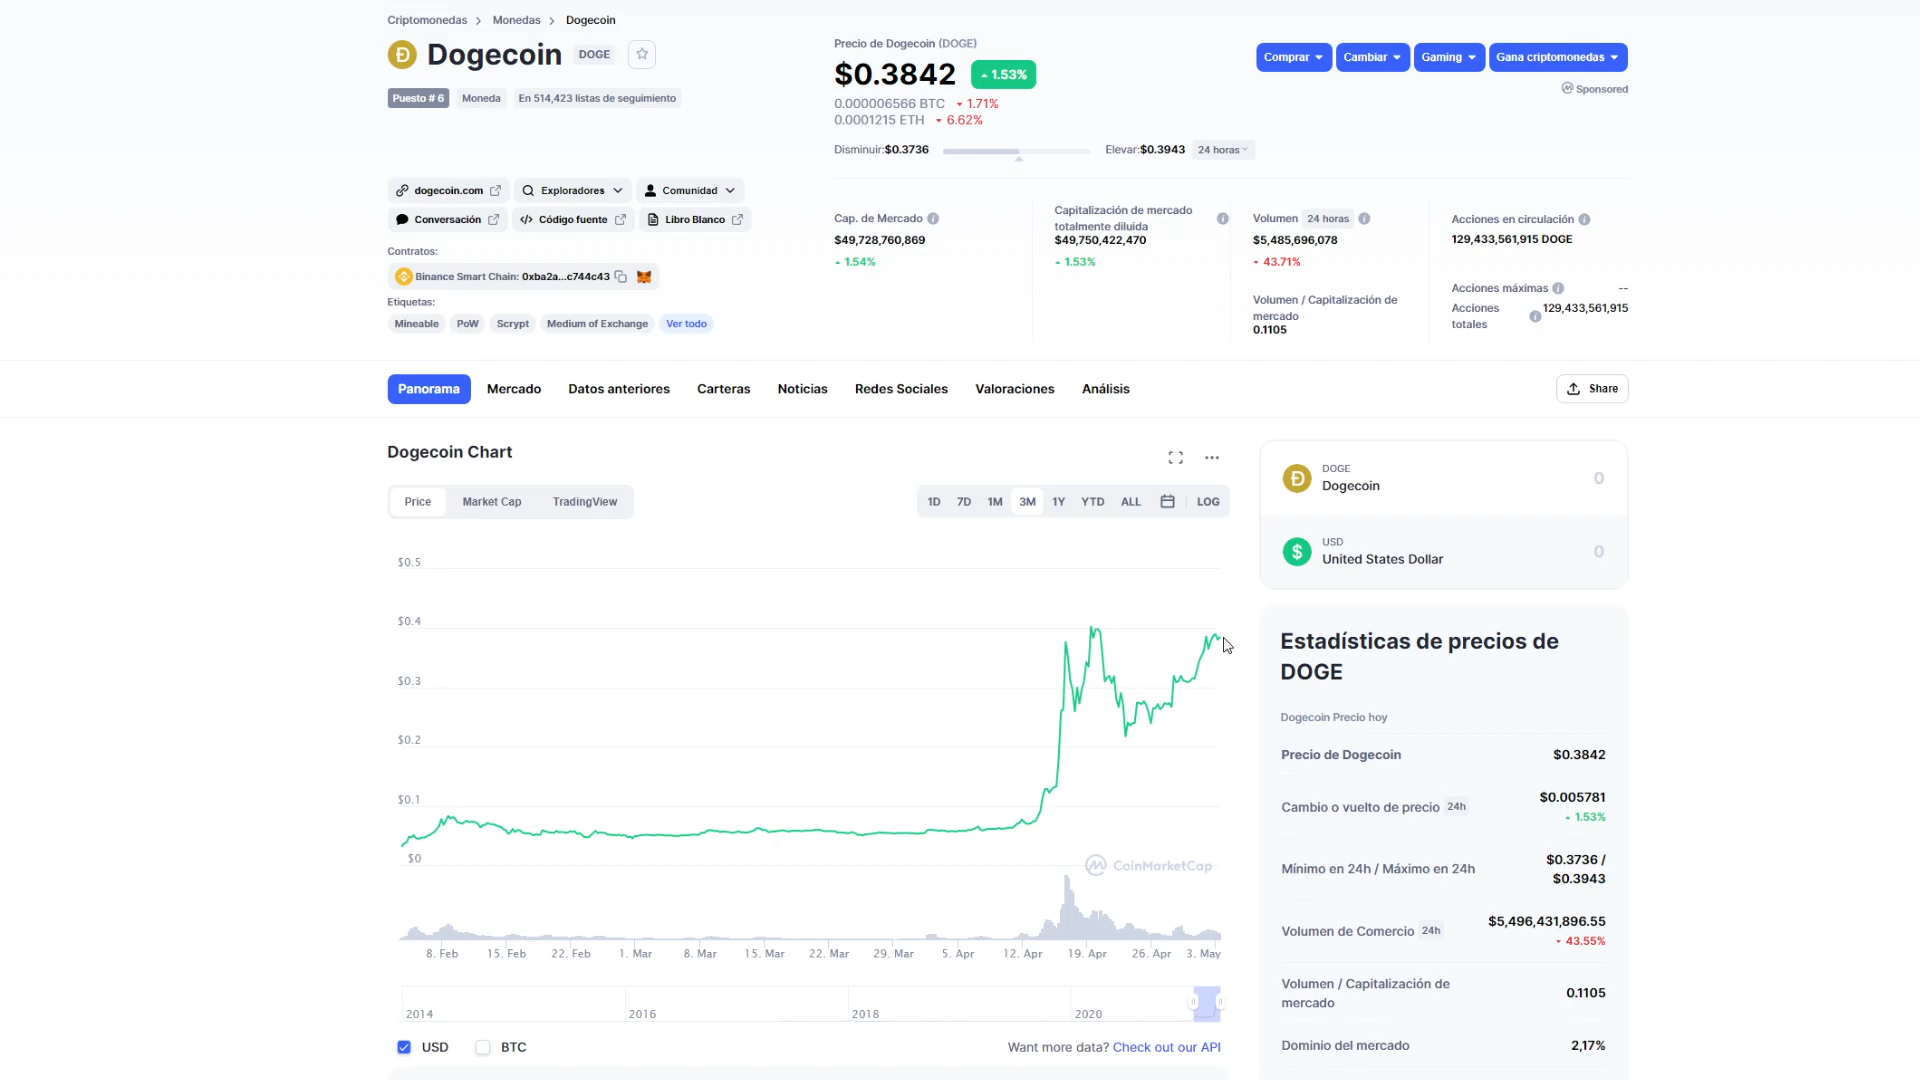 Criptomonedas
Monedas
Dogecoin
Dogecoin DOGE
Puesto # 6
Moneda
En 514,423 listas de seguimiento
Precio de Dogecoin (DOGE)
$0.3842 1.53%
0.000006566 BTC 1.71%
0.0001215 ETH 6.62%
Disminuir:$0.3736 Elevar:$0.3943 24 horas
Comprar
Cambiar
Gaming
Gana criptomonedas
Sponsored
dogecoin.com
Exploradores
Comunidad
Conversación
Código fuente
Libro Blanco
Contratos:
Binance Smart Chain: 0xba2a...c744c43
Etiquetas:
Mineable
PoW
Scrypt
Medium of Exchange
Ver todo
Cap. de Mercado
$49,728,760,869
1.54%
Capitalización de mercado
totalmente diluida
$49,750,422,470
1.53%
Volumen 24 horas
$5,485,696,078
43.71%
Volumen / Capitalización de
mercado
0.1105
Acciones en circulación
129,433,561,915 DOGE
Acciones máximas --
Acciones
totales
129,433,561,915
Panorama
Mercado
Datos anteriores
Carteras
Noticias
Redes Sociales
Valoraciones
Análisis
Share
Dogecoin Chart
Price
Market Cap
TradingView
1D
7D
1M
3M
1Y
YTD
ALL
LOG
$0.5
$0.4
$0.3
$0.2
$0.1
$0
CoinMarketCap
8. Feb
15. Feb
22. Feb
1. Mar
8. Mar
15. Mar
22. Mar
29. Mar
5. Apr
12. Apr
19. Apr
26. Apr
3. May
2014
2016
2018
2020
USD
BTC
Want more data? Check out our API
DOGE
Dogecoin
0
USD
United States Dollar
0
Estadísticas de precios de
DOGE
Dogecoin Precio hoy
Precio de Dogecoin $0.3842
Cambio o vuelto de precio 24h $0.005781
1.53%
Mínimo en 24h / Máximo en 24h $0.3736 /
$0.3943
Volumen de Comercio 24h $5,496,431,896.55
43.55%
Volumen / Capitalización de
mercado
0.1105
Dominio del mercado 2,17%